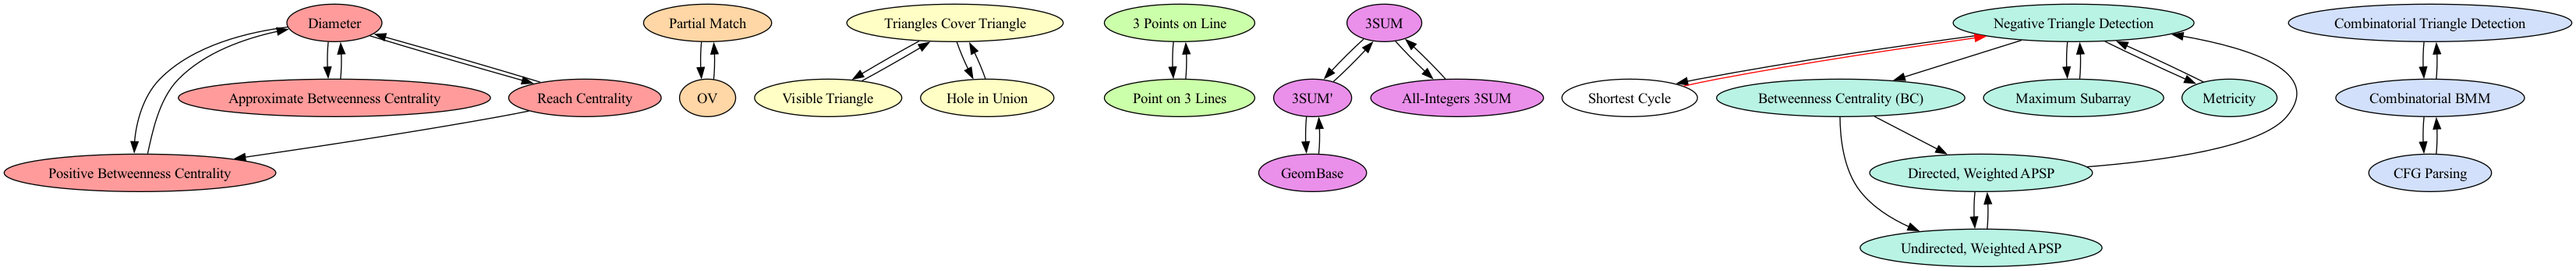 Diameter
Partial Match
Triangles Cover Triangle
3 Points on Line
3SUM
Negative Triangle Detection
Combinatorial Triangle Detection
Approximate Betweenness Centrality
Reach Centrality
OV
Visible Triangle
Hole in Union
Point on 3 Lines
3SUM'
All-Integers 3SUM
Shortest Cycle
Betweenness Centrality (BC)
Maximum Subarray
Metricity
Combinatorial BMM
Positive Betweenness Centrality
GeomBase
Directed, Weighted APSP
CFG Parsing
Undirected, Weighted APSP